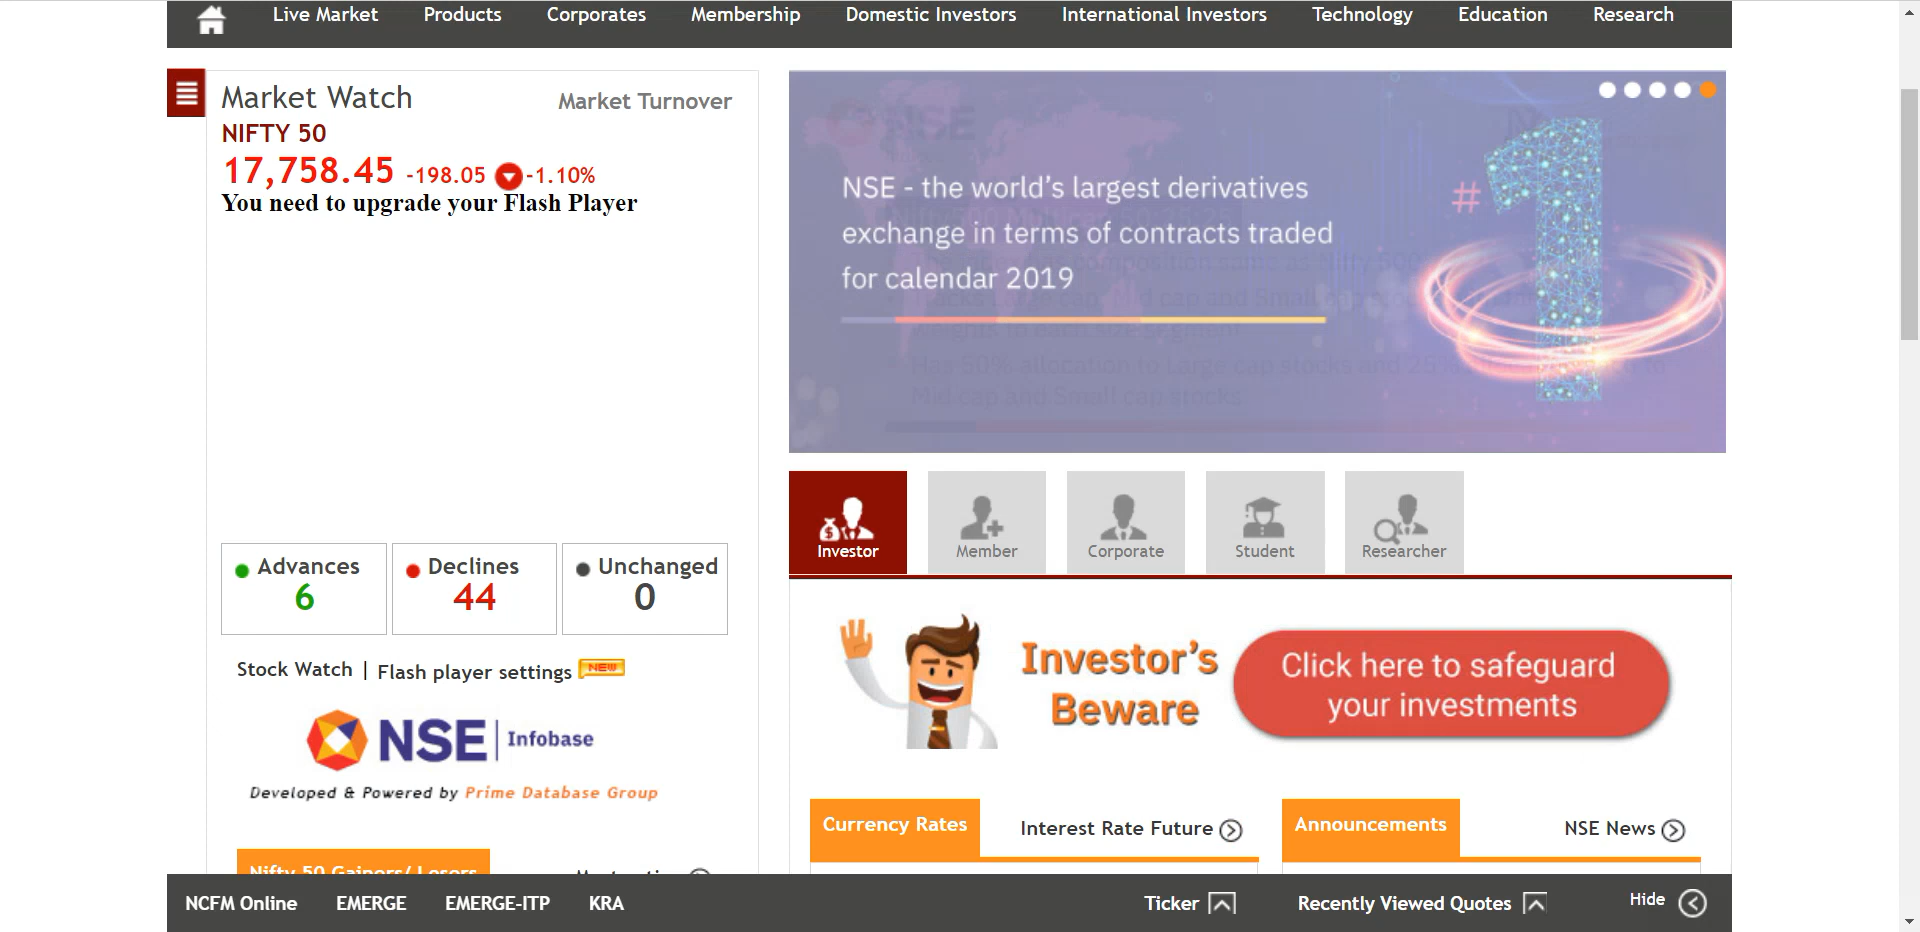 Live Market Products Corporates Membership Domestic Investors International Investors Technology Education Research
Market Watch
Market Turnover
NIFTY 50
17,758.45 -198.05 -1.10%
You need to upgrade your Flash Player
Advances
6
Declines
44
Unchanged
0
Stock Watch | Flash player settings NEW
NSE Infobase
Developed & Powered by Prime Database Group
Nifty 50 Gainers/ Losers
NSE - the world's largest derivatives
exchange in terms of contracts traded
for calendar 2019
#1
Investor
Member
Corporate
Student
Researcher
Investor's
Beware
Click here to safeguard
your investments
Currency Rates
Interest Rate Future
Announcements
NSE News
NCFM Online EMERGE EMERGE-ITP KRA Ticker Recently Viewed Quotes Hide